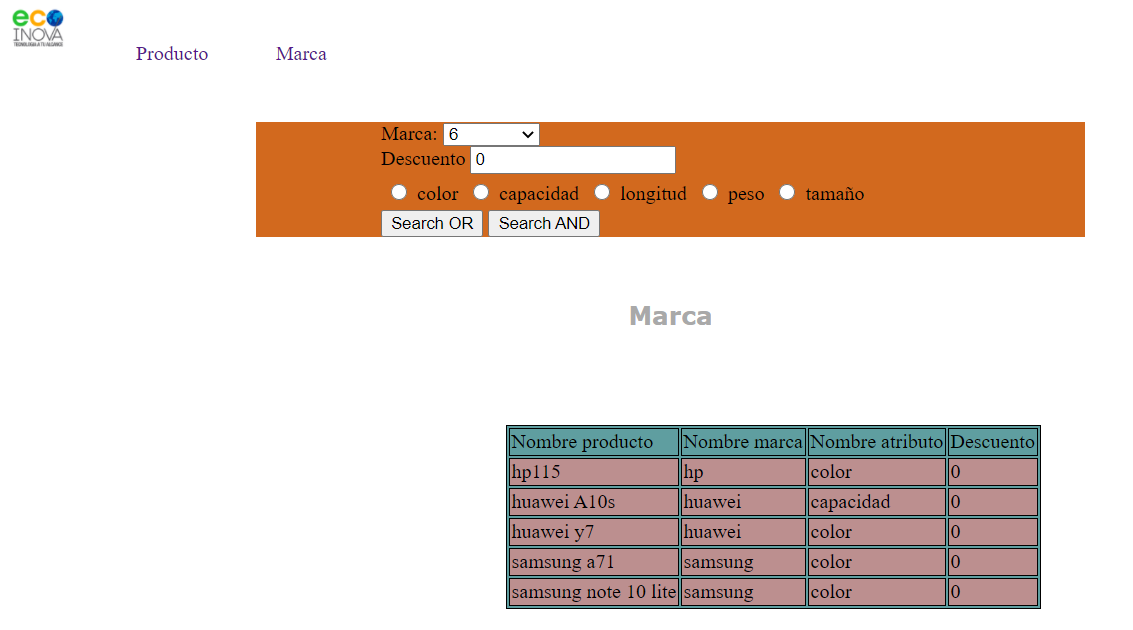 eco
INOVA
TECNOLOGIA A TU ALCANCE
Producto Marca
Marca: 6
Descuento 0
color capacidad longitud peso tamaño
Search OR Search AND
Marca
Nombre producto Nombre marca Nombre atributo Descuento
hp115 hp color 0
huawei A10s huawei capacidad 0
huawei y7 huawei color 0
samsung a71 samsung color 0
samsung note 10 lite samsung color 0